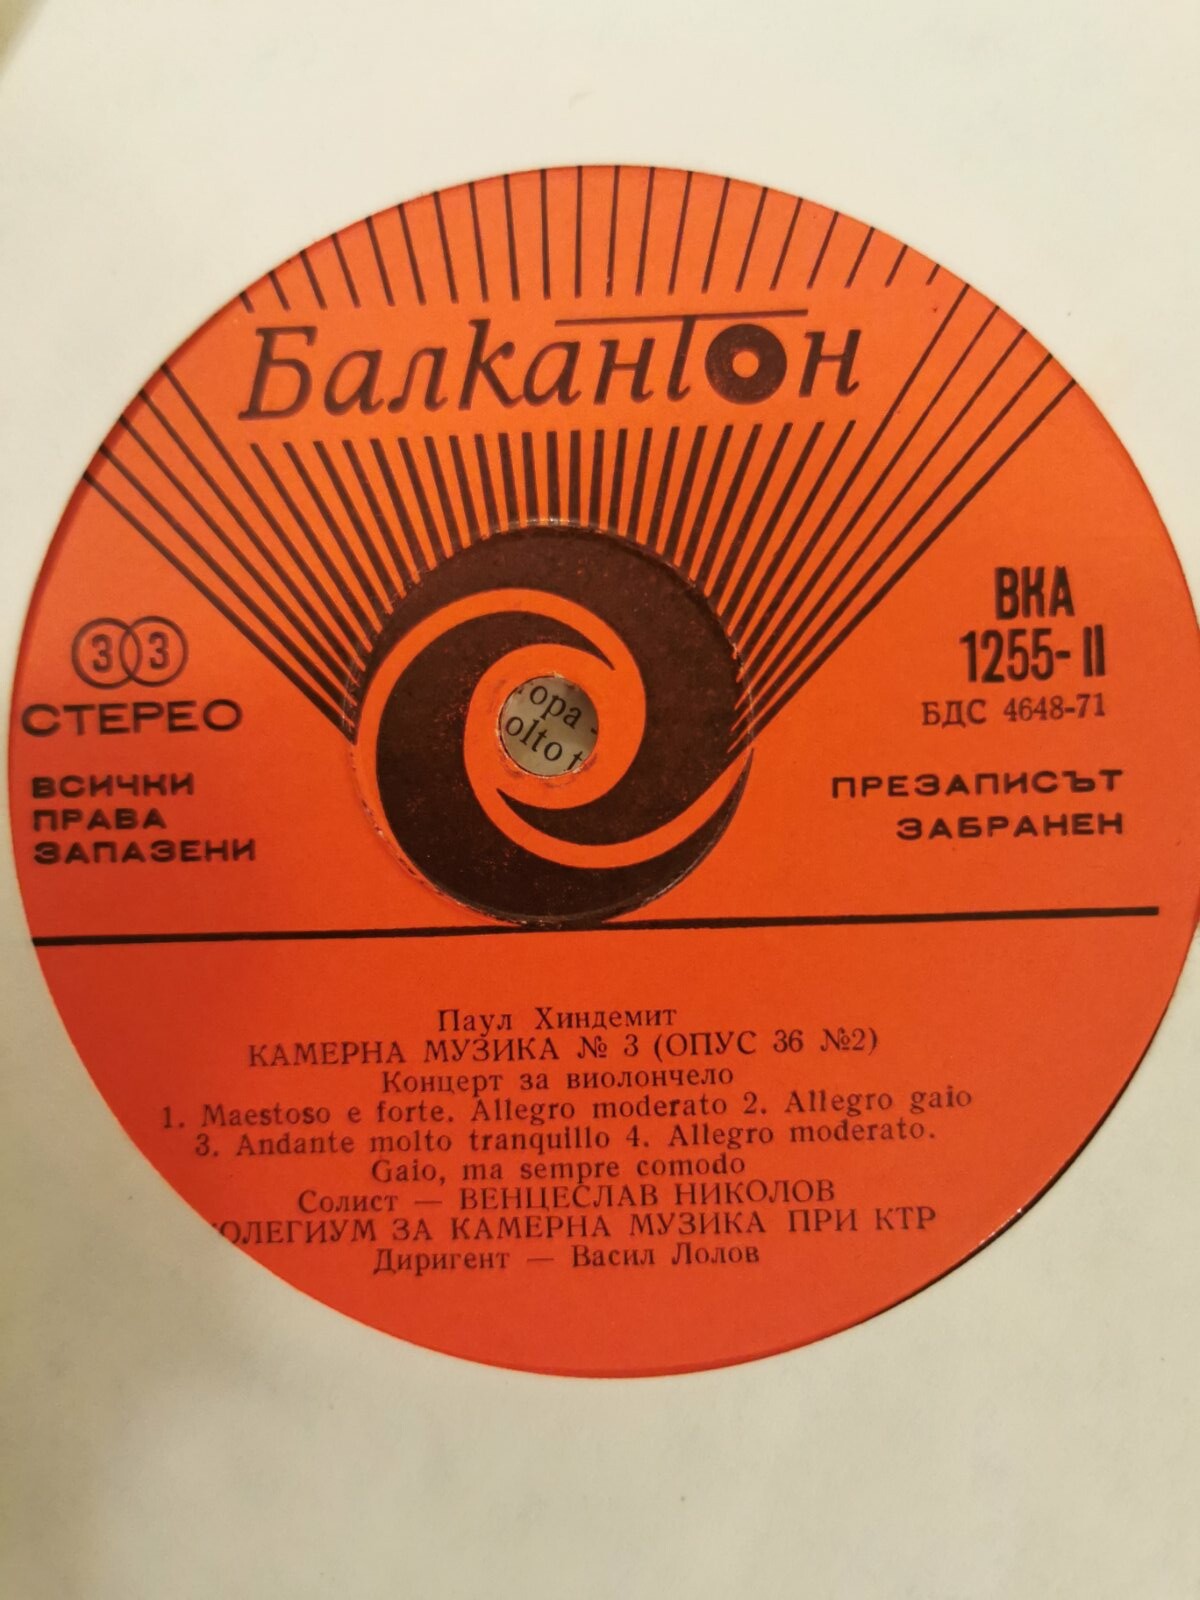 Балкантон
33
СТЕРЕО
ВСИЧКИ
ПРАВА
ЗАПАЗЕНИ
ВКА
1255-II
БДС 4648-71
ПРЕЗАПИСЪТ
ЗАБРАНЕН
Паул Хиндемит
КАМЕРНА МУЗИКА № 3 (ОПУС 36 №2)
Концерт за виолончело
1. Maestoso e forte. Allegro moderato 2. Allegro gaio
3. Andante molto tranquillo 4. Allegro moderato.
Gaio, ma sempre comodo
Солист — ВЕНЦЕСЛАВ НИКОЛОВ
ОЛЕГИУМ ЗА КАМЕРНА МУЗИКА ПРИ КТР
Диригент — Васил Лолов